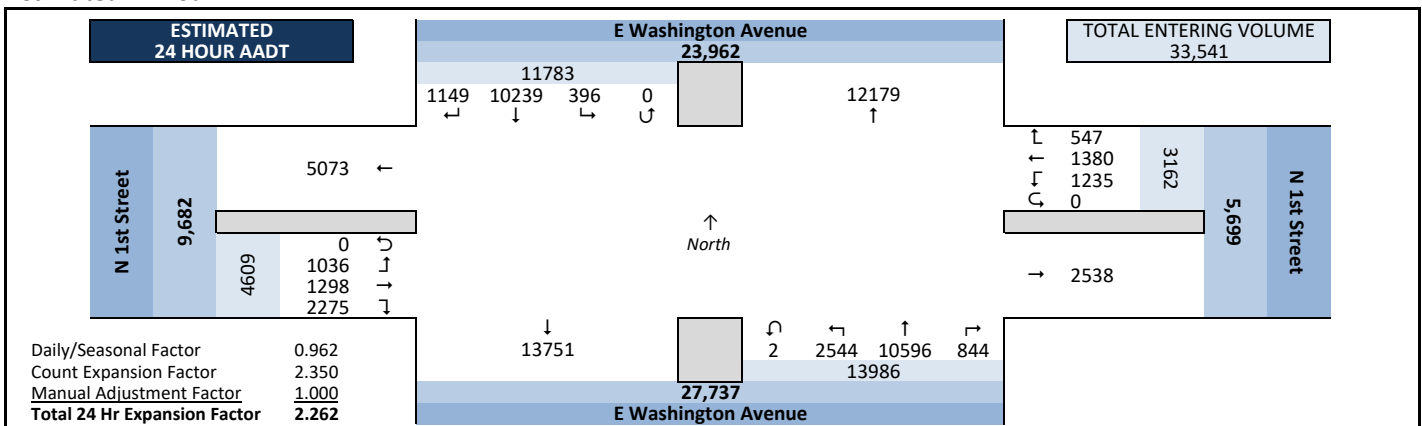 ESTIMATED
24 HOUR AADT
E Washington Avenue
23,962
TOTAL ENTERING VOLUME
33,541
11783
1149 10239 396 0
↵ ↓ ↳ ↺
12179
↑
N 1st Street
9,682
5073 ←
4609
0 ⮌
1036 ⮥
1298 →
2275 ⮧
↑
North
↰ 547
← 1380
↲ 1235
⮎ 0
3162
5,699
N 1st Street
→ 2538
↓
13751
⮏ ↰ ↑ ↱
2 2544 10596 844
13986
27,737
E Washington Avenue
Daily/Seasonal Factor 0.962
Count Expansion Factor 2.350
Manual Adjustment Factor 1.000
Total 24 Hr Expansion Factor 2.262